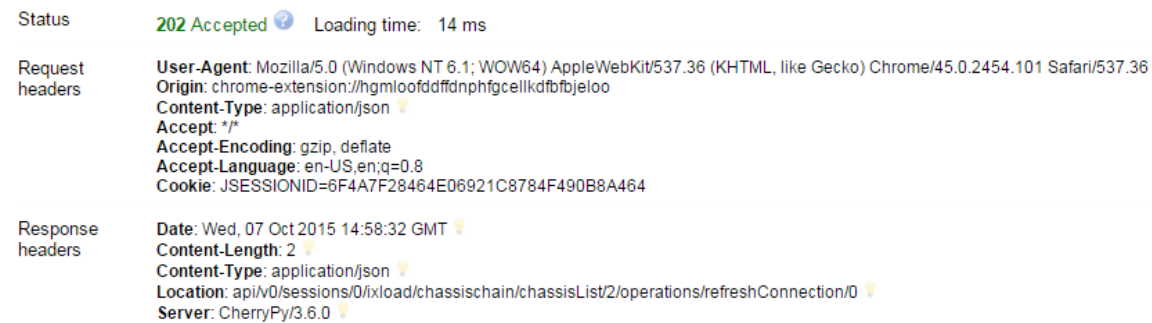 Status 202 Accepted ? Loading time: 14 ms
Request headers
User-Agent: Mozilla/5.0 (Windows NT 6.1; WOW64) AppleWebKit/537.36 (KHTML, like Gecko) Chrome/45.0.2454.101 Safari/537.36
Origin: chrome-extension://hgmloofddffdnphfgcellkdfbfbjeloo
Content-Type: application/json
Accept: */*
Accept-Encoding: gzip, deflate
Accept-Language: en-US,en;q=0.8
Cookie: JSESSIONID=6F4A7F28464E06921C8784F490B8A464
Response headers
Date: Wed, 07 Oct 2015 14:58:32 GMT
Content-Length: 2
Content-Type: application/json
Location: api/v0/sessions/0/ixload/chassischain/chassisList/2/operations/refreshConnection/0
Server: CherryPy/3.6.0